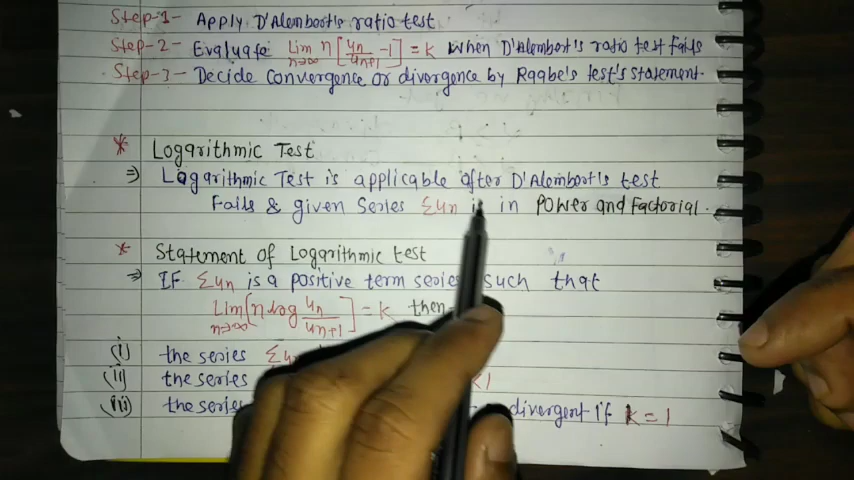 Step-1- Apply D'Alembert's ratio test
Step-2- Evaluate Lim n→∞ n[un/un+1 -1] = k when D'Alembert's ratio test fails
Step-3- Decide convergence or divergence by Raabe's test's statement.
* Logarithmic Test
⇒ Logarithmic Test is applicable after D'Alembert's test
Fails & given series Σun in Power and Factorial.
* Statement of Logarithmic test
⇒ IF Σun is a positive term series such that
Lim n→∞ [n log un/un+1] = k then
(i) the series Σun
(ii) the series <1
(iii) the series divergent if k = 1